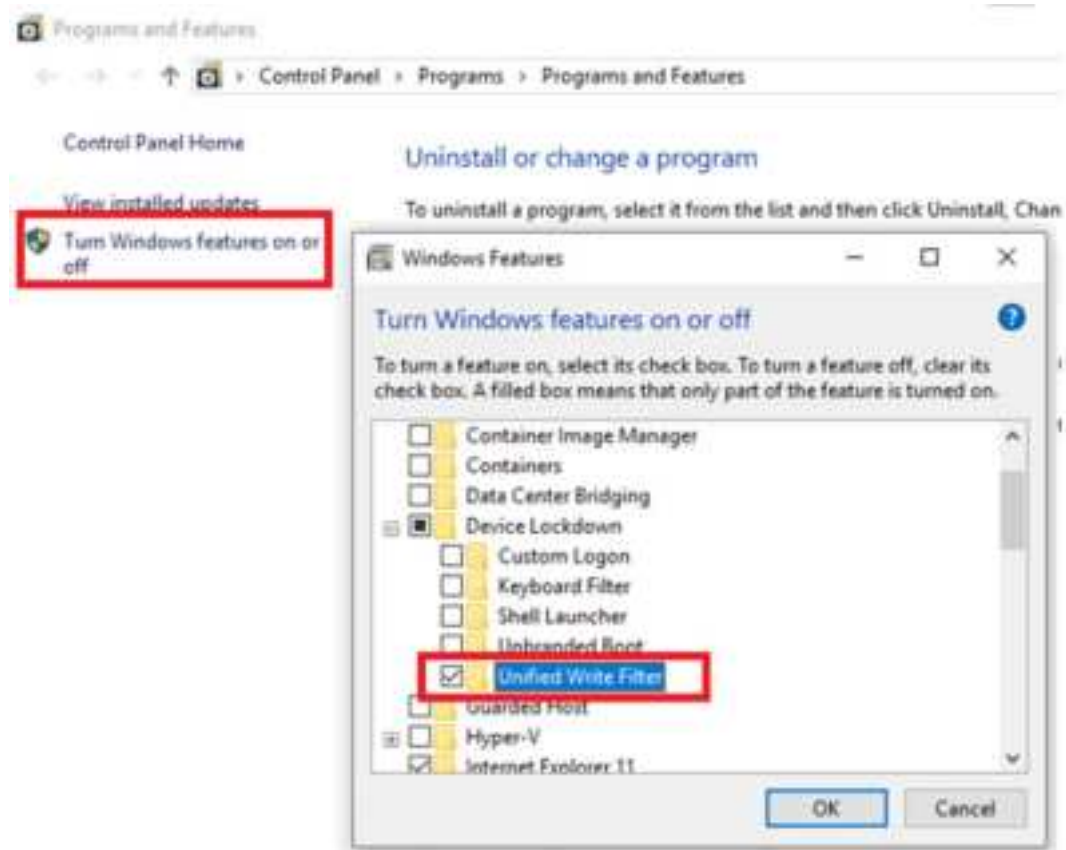 Programs and Features
Control Panel > Programs > Programs and Features
Control Panel Home
Uninstall or change a program
View installed updates
To uninstall a program, select it from the list and then click Uninstall, Chan
Turn Windows features on or
off
Windows Features
Turn Windows features on or off
To turn a feature on, select its check box. To turn a feature off, clear its
check box. A filled box means that only part of the feature is turned on.
Container Image Manager
Containers
Data Center Bridging
Device Lockdown
Custom Logon
Keyboard Filter
Shell Launcher
Unbranded Boot
Unified Write Filter
Guarded Host
Hyper-V
Internet Explorer 11
OK
Cancel